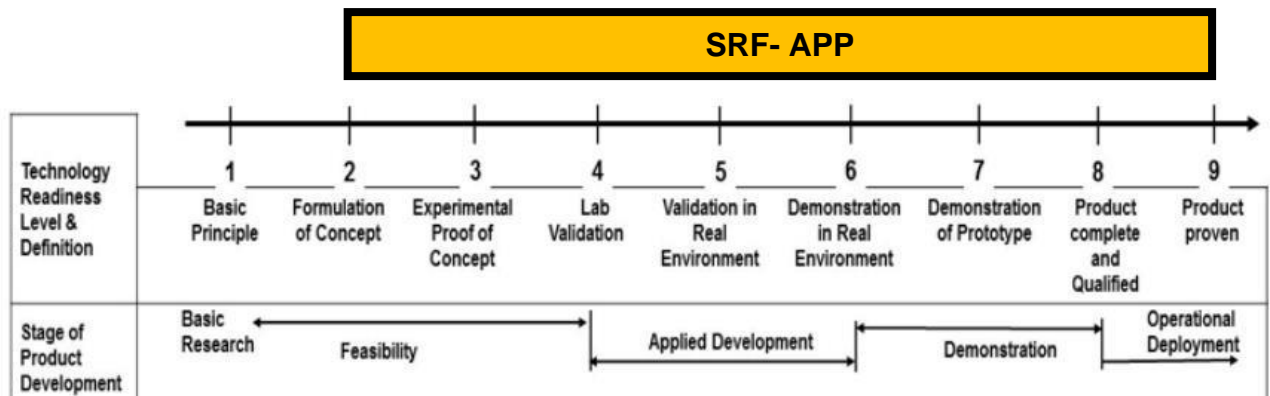 SRF- APP
Technology
Readiness
Level &
Definition
1
2
3
4
5
6
7
8
9
Basic
Principle
Formulation
of Concept
Experimental
Proof of
Concept
Lab
Validation
Validation in
Real
Environment
Demonstration
in Real
Environment
Demonstration
of Prototype
Product
complete
and
Qualified
Product
proven
Stage of
Product
Development
Basic
Research
Feasibility
Applied Development
Demonstration
Operational
Deployment